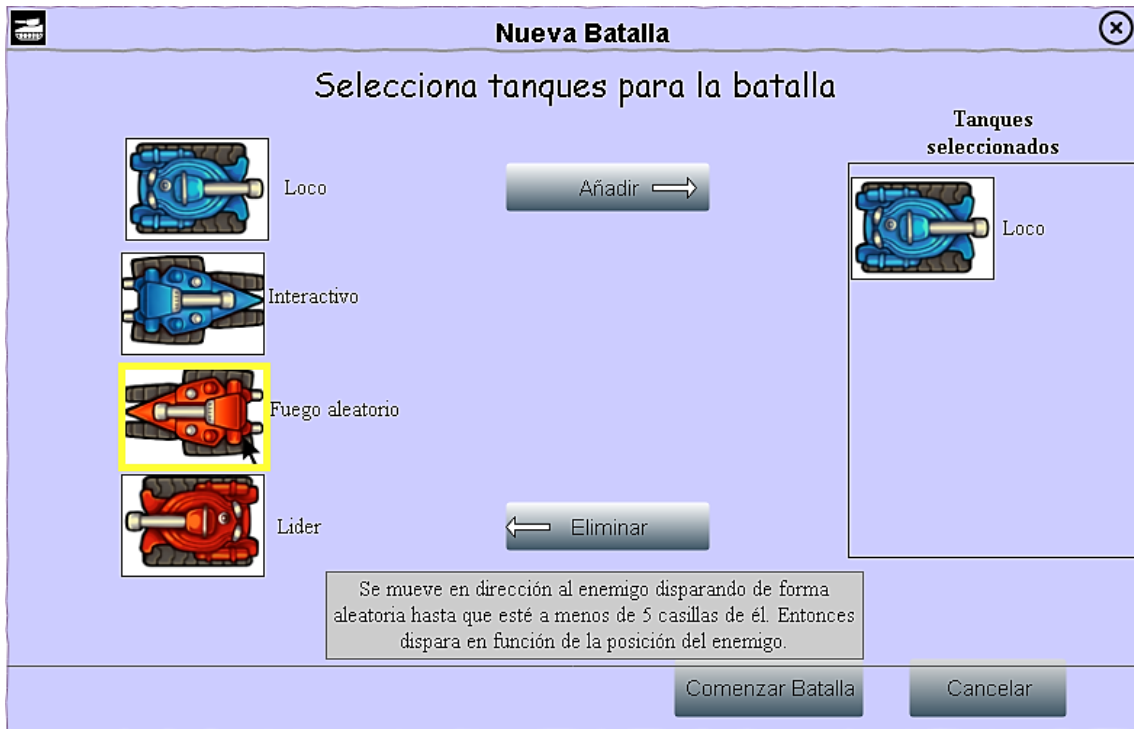 Nueva Batalla
Selecciona tanques para la batalla
Tanques
seleccionados
Loco
Añadir
Loco
Interactivo
Fuego aleatorio
Lider
Eliminar
Se mueve en dirección al enemigo disparando de forma
aleatoria hasta que esté a menos de 5 casillas de él. Entonces
dispara en función de la posición del enemigo.
Comenzar Batalla
Cancelar